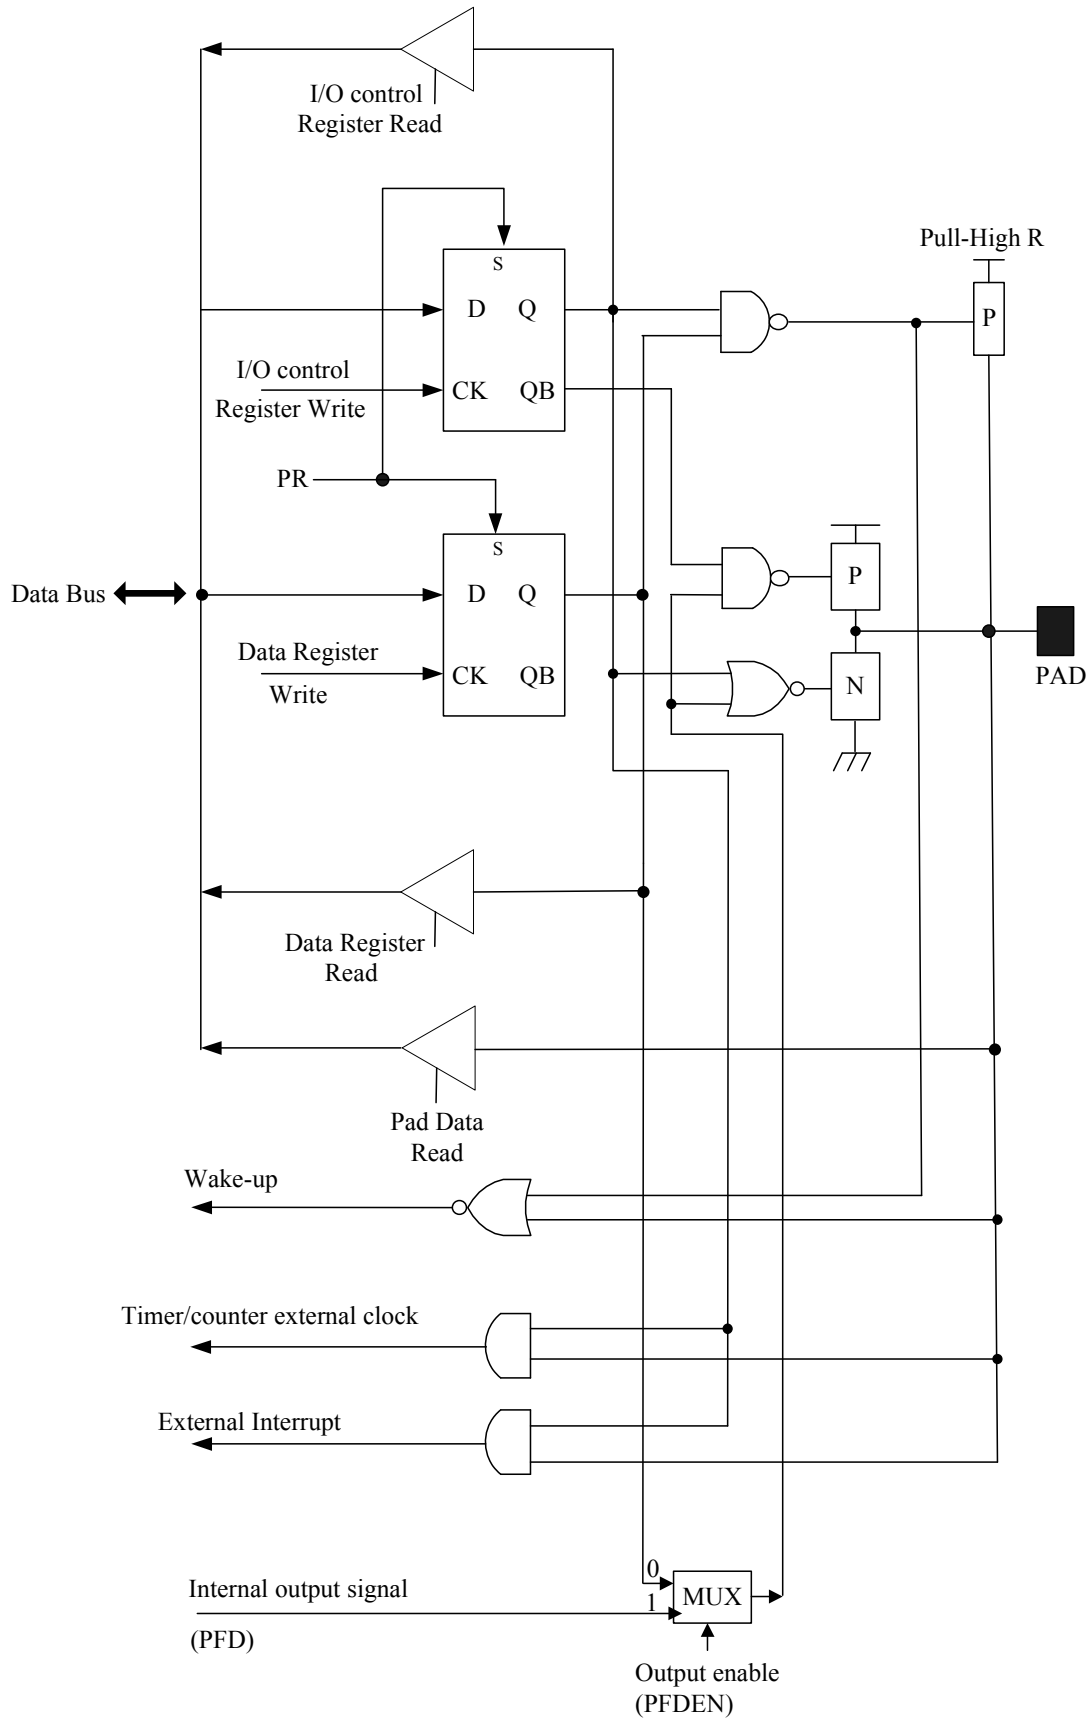 I/O control
Register Read
Pull-High R
S
D Q
P
I/O control
CK QB
Register Write
PR
S
P
Data Bus
D Q
Data Register
CK QB
Write
N
PAD
Data Register
Read
Pad Data
Read
Wake-up
Timer/counter external clock
External Interrupt
0
Internal output signal
1
MUX
(PFD)
Output enable
(PFDEN)